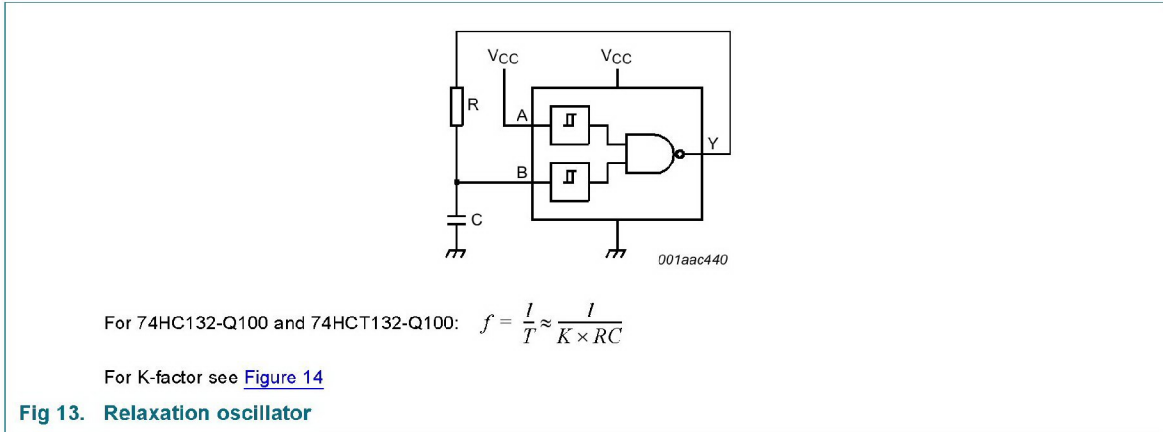 VCC
VCC
R
A
Y
B
C
001aac440
For 74HC132-Q100 and 74HCT132-Q100: f = 1/T ≈ 1/(K × RC)
For K-factor see Figure 14
Fig 13. Relaxation oscillator